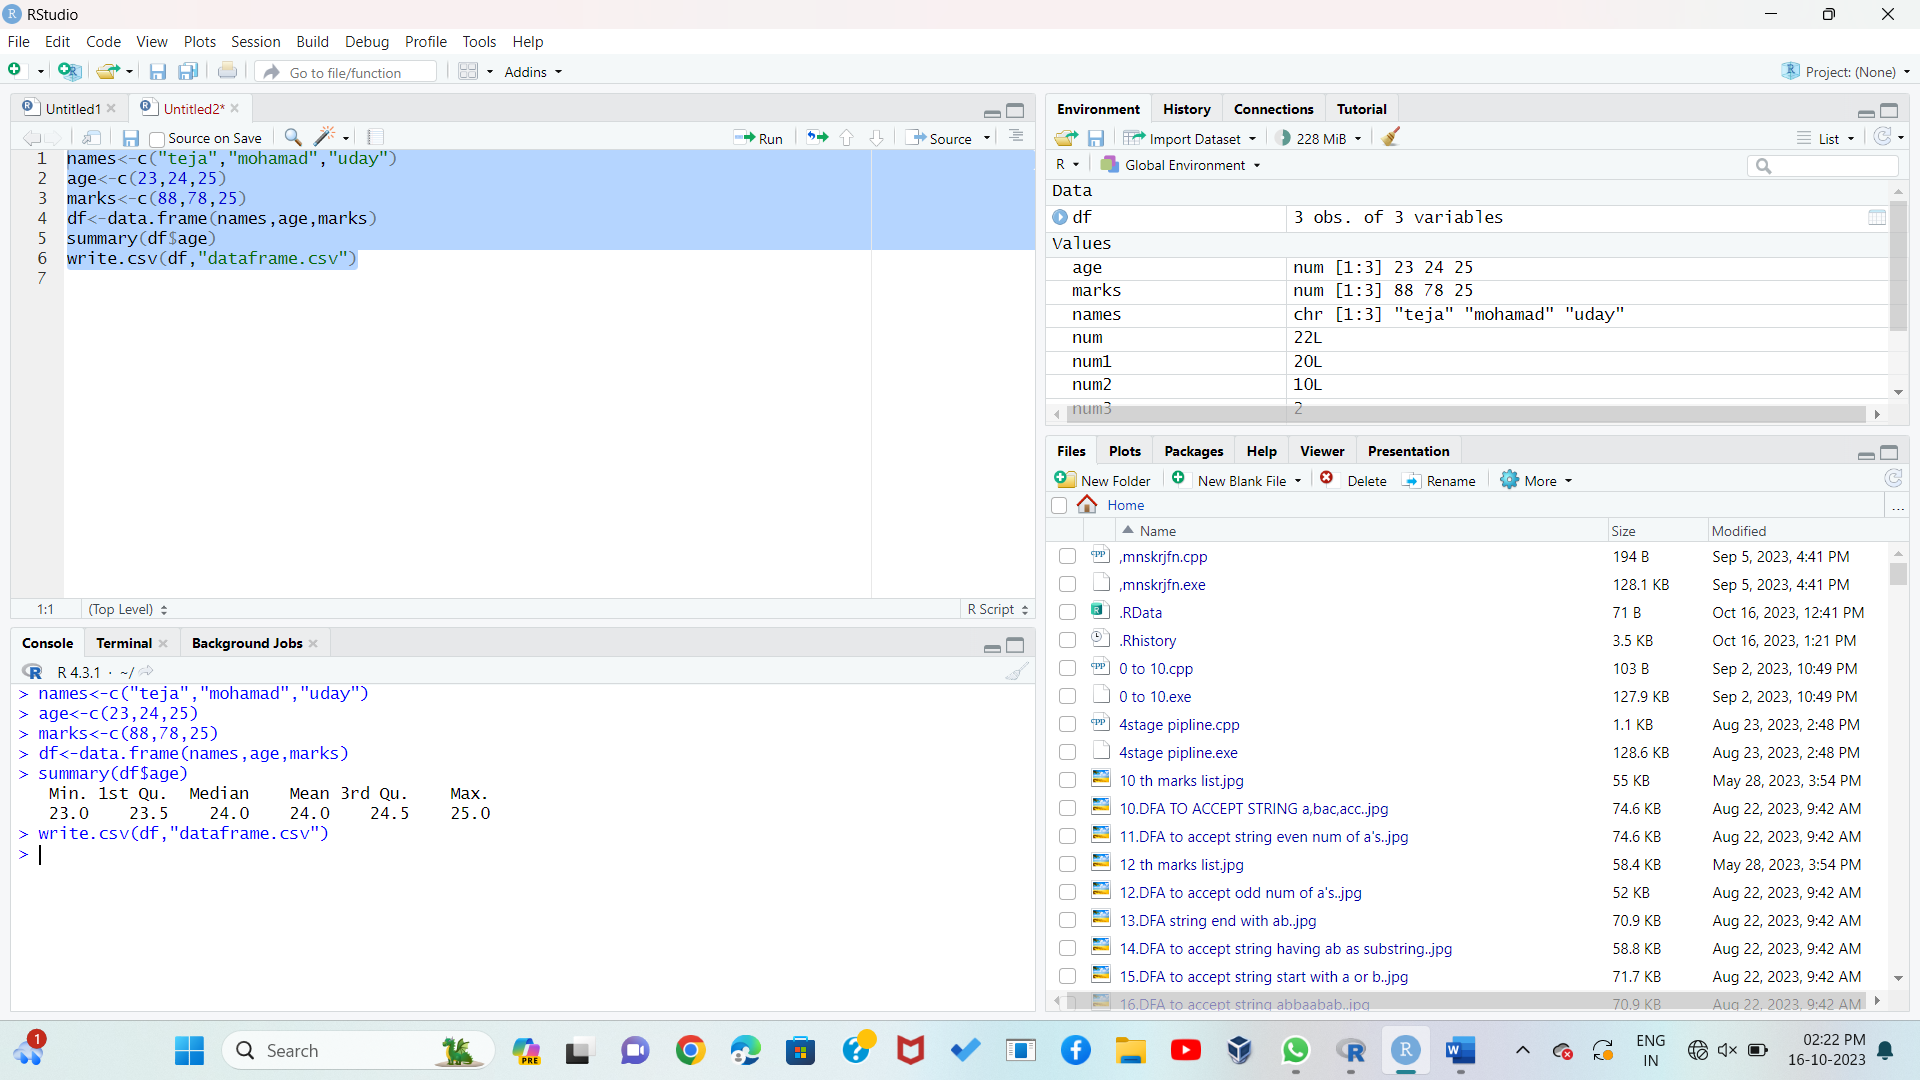 RStudio
File Edit Code View Plots Session Build Debug Profile Tools Help
Go to file/function Addins Project: (None)
Untitled1 Untitled2*
Source on Save Run Source
1 names<-c("teja","mohamad","uday")
2 age<-c(23,24,25)
3 marks<-c(88,78,25)
4 df<-data.frame(names,age,marks)
5 summary(df$age)
6 write.csv(df,"dataframe.csv")
7
1:1 (Top Level) R Script
Console Terminal Background Jobs
R 4.3.1 · ~/
> names<-c("teja","mohamad","uday")
> age<-c(23,24,25)
> marks<-c(88,78,25)
> df<-data.frame(names,age,marks)
> summary(df$age)
Min. 1st Qu. Median Mean 3rd Qu. Max.
23.0 23.5 24.0 24.0 24.5 25.0
> write.csv(df,"dataframe.csv")
>
Environment History Connections Tutorial
Import Dataset 228 MiB List
R Global Environment
Data
df 3 obs. of 3 variables
Values
age num [1:3] 23 24 25
marks num [1:3] 88 78 25
names chr [1:3] "teja" "mohamad" "uday"
num 22L
num1 20L
num2 10L
num3 2
Files Plots Packages Help Viewer Presentation
New Folder New Blank File Delete Rename More
Home ...
Name Size Modified
,mnskrjfn.cpp 194 B Sep 5, 2023, 4:41 PM
,mnskrjfn.exe 128.1 KB Sep 5, 2023, 4:41 PM
.RData 71 B Oct 16, 2023, 12:41 PM
.Rhistory 3.5 KB Oct 16, 2023, 1:21 PM
0 to 10.cpp 103 B Sep 2, 2023, 10:49 PM
0 to 10.exe 127.9 KB Sep 2, 2023, 10:49 PM
4stage pipline.cpp 1.1 KB Aug 23, 2023, 2:48 PM
4stage pipline.exe 128.6 KB Aug 23, 2023, 2:48 PM
10 th marks list.jpg 55 KB May 28, 2023, 3:54 PM
10.DFA TO ACCEPT STRING a,bac,acc..jpg 74.6 KB Aug 22, 2023, 9:42 AM
11.DFA to accept string even num of a's..jpg 74.6 KB Aug 22, 2023, 9:42 AM
12 th marks list.jpg 58.4 KB May 28, 2023, 3:54 PM
12.DFA to accept odd num of a's..jpg 52 KB Aug 22, 2023, 9:42 AM
13.DFA string end with ab..jpg 70.9 KB Aug 22, 2023, 9:42 AM
14.DFA to accept string having ab as substring..jpg 58.8 KB Aug 22, 2023, 9:42 AM
15.DFA to accept string start with a or b..jpg 71.7 KB Aug 22, 2023, 9:42 AM
16.DFA to accept string abbaabab..jpg 70.9 KB Aug 22, 2023, 9:42 AM
1 Search PRE ENG IN 02:22 PM
16-10-2023